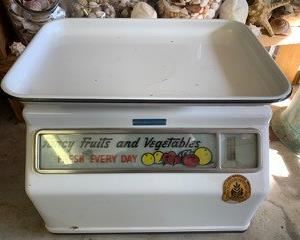 Fancy Fruits and Vegetables
FRESH EVERY DAY